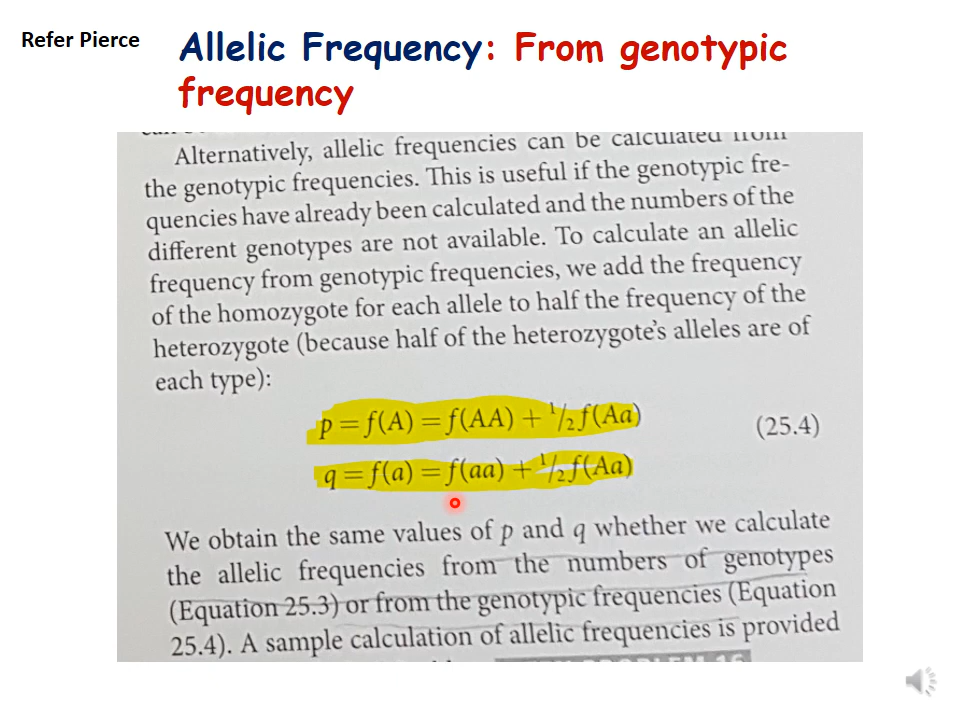 Refer Pierce
Allelic Frequency: From genotypic
frequency
Alternatively, allelic frequencies can be calculated from
the genotypic frequencies. This is useful if the genotypic fre-
quencies have already been calculated and the numbers of the
different genotypes are not available. To calculate an allelic
frequency from genotypic frequencies, we add the frequency
of the homozygote for each allele to half the frequency of the
heterozygote (because half of the heterozygote's alleles are of
each type):
p = f(A) = f(AA) + 1/2 f(Aa)
(25.4)
q = f(a) = f(aa) + 1/2 f(Aa)
We obtain the same values of p and q whether we calculate
the allelic frequencies from the numbers of genotypes
(Equation 25.3) or from the genotypic frequencies (Equation
25.4). A sample calculation of allelic frequencies is provided